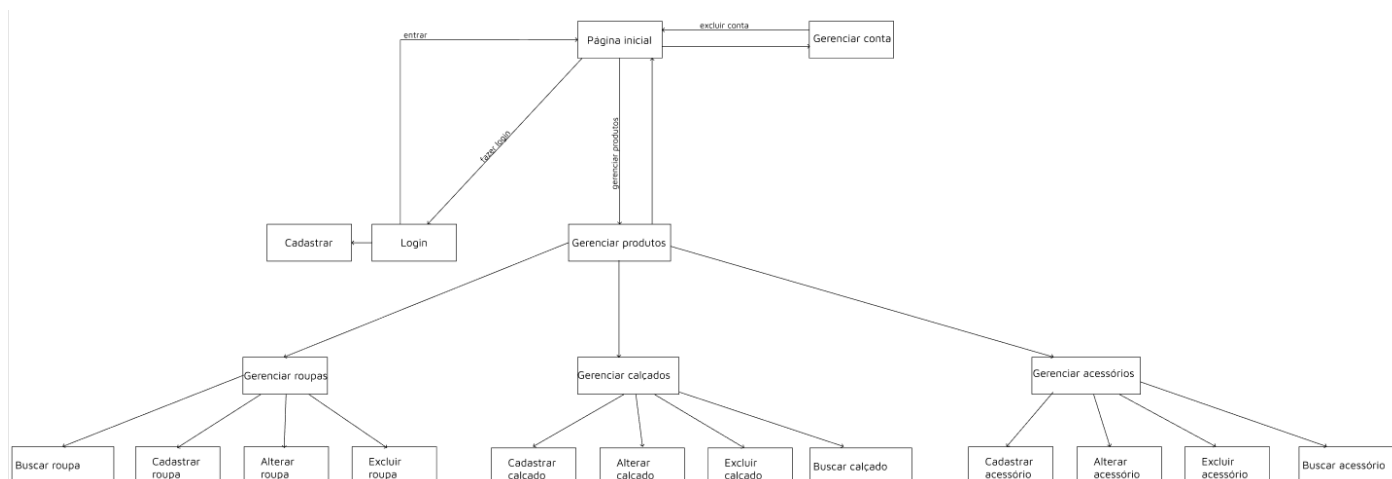 excluir conta
entrar
Página inicial
Gerenciar conta
fazer login
gerenciar produtos
Cadastrar
Login
Gerenciar produtos
Gerenciar roupas
Gerenciar calçados
Gerenciar acessórios
Buscar roupa
Cadastrar
roupa
Alterar
roupa
Excluir
roupa
Cadastrar
calçado
Alterar
calçado
Excluir
calçado
Buscar calçado
Cadastrar
acessório
Alterar
acessório
Excluir
acessório
Buscar acessório